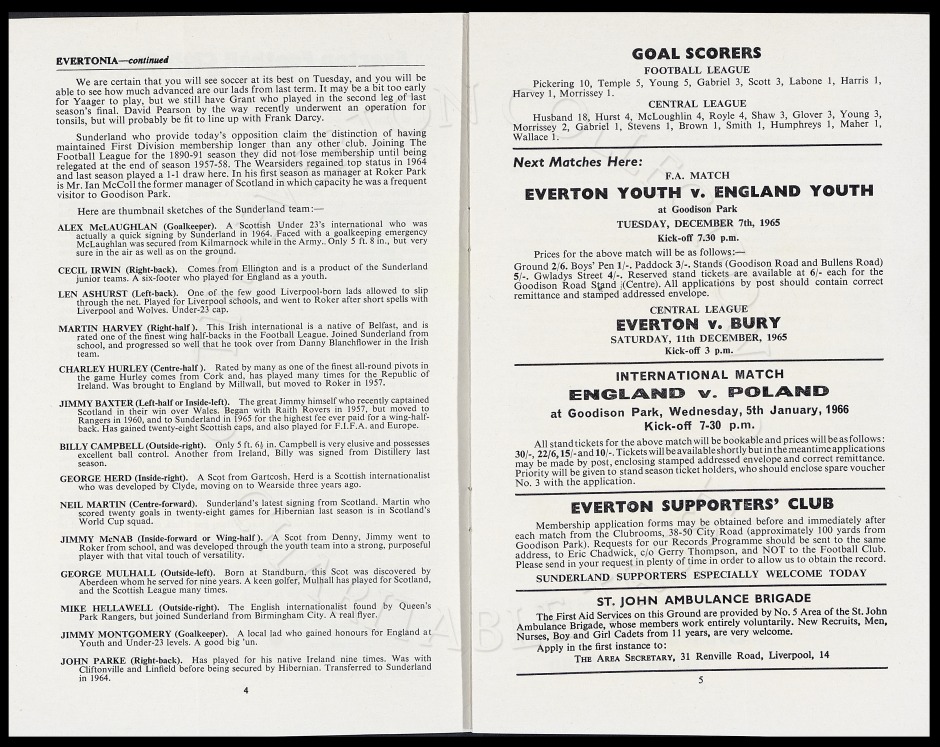 EVERTONIA—continued
We are certain that you will see soccer at its best on Tuesday, and you will be
able to see how much advanced are our lads from last term. It may be a bit too early
for Yaager to play, but we still have Grant who played in the second leg of last
season's final. David Pearson by the way recently underwent an operation for
tonsils, but will probably be fit to line up with Frank Darcy.
Sunderland who provide today's opposition claim the distinction of having
maintained First Division membership longer than any other club. Joining The
Football League for the 1890-91 season they did not lose membership until being
relegated at the end of season 1957-58. The Wearsiders regained top status in 1964
and last season played a 1-1 draw here. In his first season as manager at Roker Park
is Mr. Ian McColl the former manager of Scotland in which capacity he was a frequent
visitor to Goodison Park.
Here are thumbnail sketches of the Sunderland team:—
ALEX McLAUGHLAN (Goalkeeper). A Scottish Under 23's international who was
actually a quick signing by Sunderland in 1964. Faced with a goalkeeping emergency
McLaughlan was secured from Kilmarnock while in the Army. Only 5 ft. 8 in., but very
sure in the air as well as on the ground.
CECIL IRWIN (Right-back). Comes from Ellington and is a product of the Sunderland
junior teams. A six-footer who played for England as a youth.
LEN ASHURST (Left-back). One of the few good Liverpool-born lads allowed to slip
through the net. Played for Liverpool schools, and went to Roker after short spells with
Liverpool and Wolves. Under-23 cap.
MARTIN HARVEY (Right-half). This Irish international is a native of Belfast, and is
rated one of the finest wing half-backs in the Football League. Joined Sunderland from
school, and progressed so well that he took over from Danny Blanchflower in the Irish
team.
CHARLEY HURLEY (Centre-half). Rated by many as one of the finest all-round pivots in
the game Hurley comes from Cork and, has played many times for the Republic of
Ireland. Was brought to England by Millwall, but moved to Roker in 1957.
JIMMY BAXTER (Left-half or Inside-left). The great Jimmy himself who recently captained
Scotland in their win over Wales. Began with Raith Rovers in 1957, but moved to
Rangers in 1960, and to Sunderland in 1965 for the highest fee ever paid for a wing-half-
back. Has gained twenty-eight Scottish caps, and also played for F.I.F.A. and Europe.
BILLY CAMPBELL (Outside-right). Only 5 ft. 6½ in. Campbell is very elusive and possesses
excellent ball control. Another from Ireland, Billy was signed from Distillery last
season.
GEORGE HERD (Inside-right). A Scot from Gartcosh, Herd is a Scottish internationalist
who was developed by Clyde, moving on to Wearside three years ago.
NEIL MARTIN (Centre-forward). Sunderland's latest signing from Scotland. Martin who
scored twenty goals in twenty-eight games for Hibernian last season is in Scotland's
World Cup squad.
JIMMY McNAB (Inside-forward or Wing-half). A Scot from Denny, Jimmy went to
Roker from school, and was developed through the youth team into a strong, purposeful
player with that vital touch of versatility.
GEORGE MULHALL (Outside-left). Born at Standburn, this Scot was discovered by
Aberdeen whom he served for nine years. A keen golfer, Mulhall has played for Scotland,
and the Scottish League many times.
MIKE HELLAWELL (Outside-right). The English internationalist found by Queen's
Park Rangers, but joined Sunderland from Birmingham City. A real flyer.
JIMMY MONTGOMERY (Goalkeeper). A local lad who gained honours for England at
Youth and Under-23 levels. A good big 'un.
JOHN PARKE (Right-back). Has played for his native Ireland nine times. Was with
Cliftonville and Linfield before being secured by Hibernian. Transferred to Sunderland
in 1964.
4
GOAL SCORERS
FOOTBALL LEAGUE
Pickering 10, Temple 5, Young 5, Gabriel 3, Scott 3, Labone 1, Harris 1,
Harvey 1, Morrissey 1.
CENTRAL LEAGUE
Husband 18, Hurst 4, McLoughlin 4, Royle 4, Shaw 3, Glover 3, Young 3,
Morrissey 2, Gabriel 1, Stevens 1, Brown 1, Smith 1, Humphreys 1, Maher 1,
Wallace 1.
Next Matches Here:
F.A. MATCH
EVERTON YOUTH v. ENGLAND YOUTH
at Goodison Park
TUESDAY, DECEMBER 7th, 1965
Kick-off 7.30 p.m.
Prices for the above match will be as follows:—
Ground 2/6. Boys' Pen 1/-. Paddock 3/-. Stands (Goodison Road and Bullens Road)
5/-. Gwladys Street 4/-. Reserved stand tickets are available at 6/- each for the
Goodison Road Stand (Centre). All applications by post should contain correct
remittance and stamped addressed envelope.
CENTRAL LEAGUE
EVERTON v. BURY
SATURDAY, 11th DECEMBER, 1965
Kick-off 3 p.m.
INTERNATIONAL MATCH
ENGLAND v. POLAND
at Goodison Park, Wednesday, 5th January, 1966
Kick-off 7-30 p.m.
All stand tickets for the above match will be bookable and prices will be as follows:
30/-, 22/6, 15/- and 10/-. Tickets will be available shortly but in the meantime applications
may be made by post, enclosing stamped addressed envelope and correct remittance.
Priority will be given to stand season ticket holders, who should enclose spare voucher
No. 3 with the application.
EVERTON SUPPORTERS' CLUB
Membership application forms may be obtained before and immediately after
each match from the Clubrooms, 38-50 City Road (approximately 100 yards from
Goodison Park). Requests for our Records Programme should be sent to the same
address, to Eric Chadwick, c/o Gerry Thompson, and NOT to the Football Club.
Please send in your request in plenty of time in order to allow us to obtain the record.
SUNDERLAND SUPPORTERS ESPECIALLY WELCOME TODAY
ST. JOHN AMBULANCE BRIGADE
The First Aid Services on this Ground are provided by No. 5 Area of the St. John
Ambulance Brigade, whose members work entirely voluntarily. New Recruits, Men,
Nurses, Boy and Girl Cadets from 11 years, are very welcome.
Apply in the first instance to:
THE AREA SECRETARY, 31 Renville Road, Liverpool, 14
5